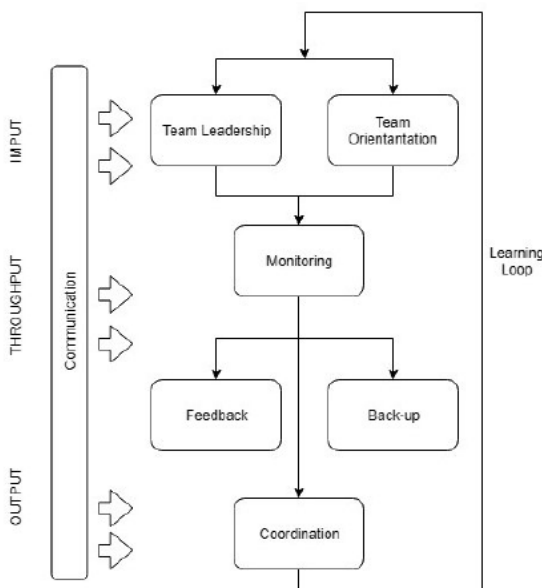 IMPUT
THROUGHPUT
OUTPUT
Communication
Team Leadership
Team
Orientantation
Monitoring
Learning
Loop
Feedback
Back-up
Coordination